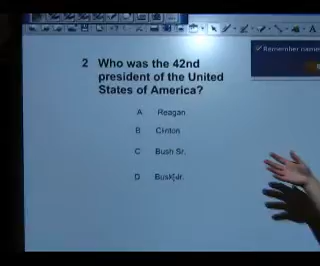 2 Who was the 42nd
president of the United
States of America?
A Reagan
B Clinton
C Bush Sr.
D Bush Jr.
Remember name